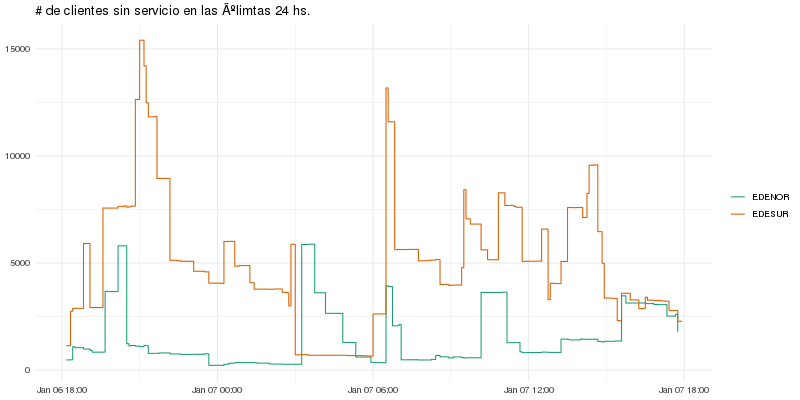 # de clientes sin servicio en las Ãºlimtas 24 hs.
15000
10000
5000
0
Jan 06 18:00
Jan 07 00:00
Jan 07 06:00
Jan 07 12:00
Jan 07 18:00
EDENOR
EDESUR